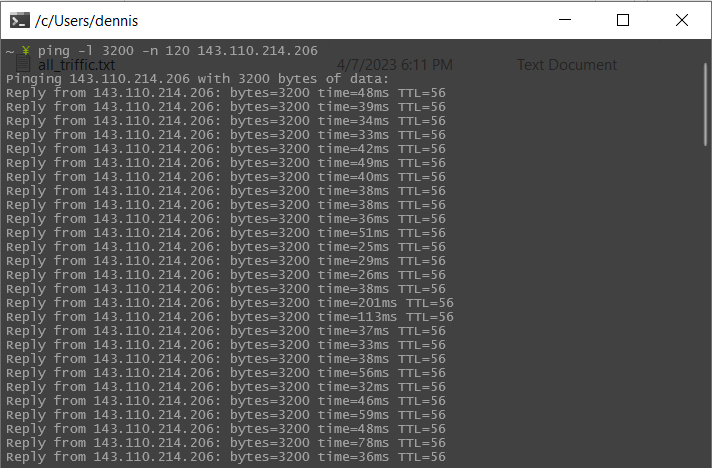 /c/Users/dennis
~ ¥ ping -l 3200 -n 120 143.110.214.206
all_triffic.txt 4/7/2023 6:11 PM Text Document
Pinging 143.110.214.206 with 3200 bytes of data:
Reply from 143.110.214.206: bytes=3200 time=48ms TTL=56
Reply from 143.110.214.206: bytes=3200 time=39ms TTL=56
Reply from 143.110.214.206: bytes=3200 time=34ms TTL=56
Reply from 143.110.214.206: bytes=3200 time=33ms TTL=56
Reply from 143.110.214.206: bytes=3200 time=42ms TTL=56
Reply from 143.110.214.206: bytes=3200 time=49ms TTL=56
Reply from 143.110.214.206: bytes=3200 time=40ms TTL=56
Reply from 143.110.214.206: bytes=3200 time=38ms TTL=56
Reply from 143.110.214.206: bytes=3200 time=38ms TTL=56
Reply from 143.110.214.206: bytes=3200 time=36ms TTL=56
Reply from 143.110.214.206: bytes=3200 time=51ms TTL=56
Reply from 143.110.214.206: bytes=3200 time=25ms TTL=56
Reply from 143.110.214.206: bytes=3200 time=29ms TTL=56
Reply from 143.110.214.206: bytes=3200 time=26ms TTL=56
Reply from 143.110.214.206: bytes=3200 time=38ms TTL=56
Reply from 143.110.214.206: bytes=3200 time=201ms TTL=56
Reply from 143.110.214.206: bytes=3200 time=113ms TTL=56
Reply from 143.110.214.206: bytes=3200 time=37ms TTL=56
Reply from 143.110.214.206: bytes=3200 time=33ms TTL=56
Reply from 143.110.214.206: bytes=3200 time=38ms TTL=56
Reply from 143.110.214.206: bytes=3200 time=56ms TTL=56
Reply from 143.110.214.206: bytes=3200 time=32ms TTL=56
Reply from 143.110.214.206: bytes=3200 time=46ms TTL=56
Reply from 143.110.214.206: bytes=3200 time=59ms TTL=56
Reply from 143.110.214.206: bytes=3200 time=48ms TTL=56
Reply from 143.110.214.206: bytes=3200 time=78ms TTL=56
Reply from 143.110.214.206: bytes=3200 time=36ms TTL=56